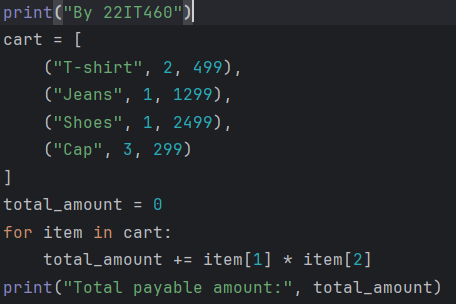 print("By 22IT460")
cart = [
    ("T-shirt", 2, 499),
    ("Jeans", 1, 1299),
    ("Shoes", 1, 2499),
    ("Cap", 3, 299)
]
total_amount = 0
for item in cart:
    total_amount += item[1] * item[2]
print("Total payable amount:", total_amount)